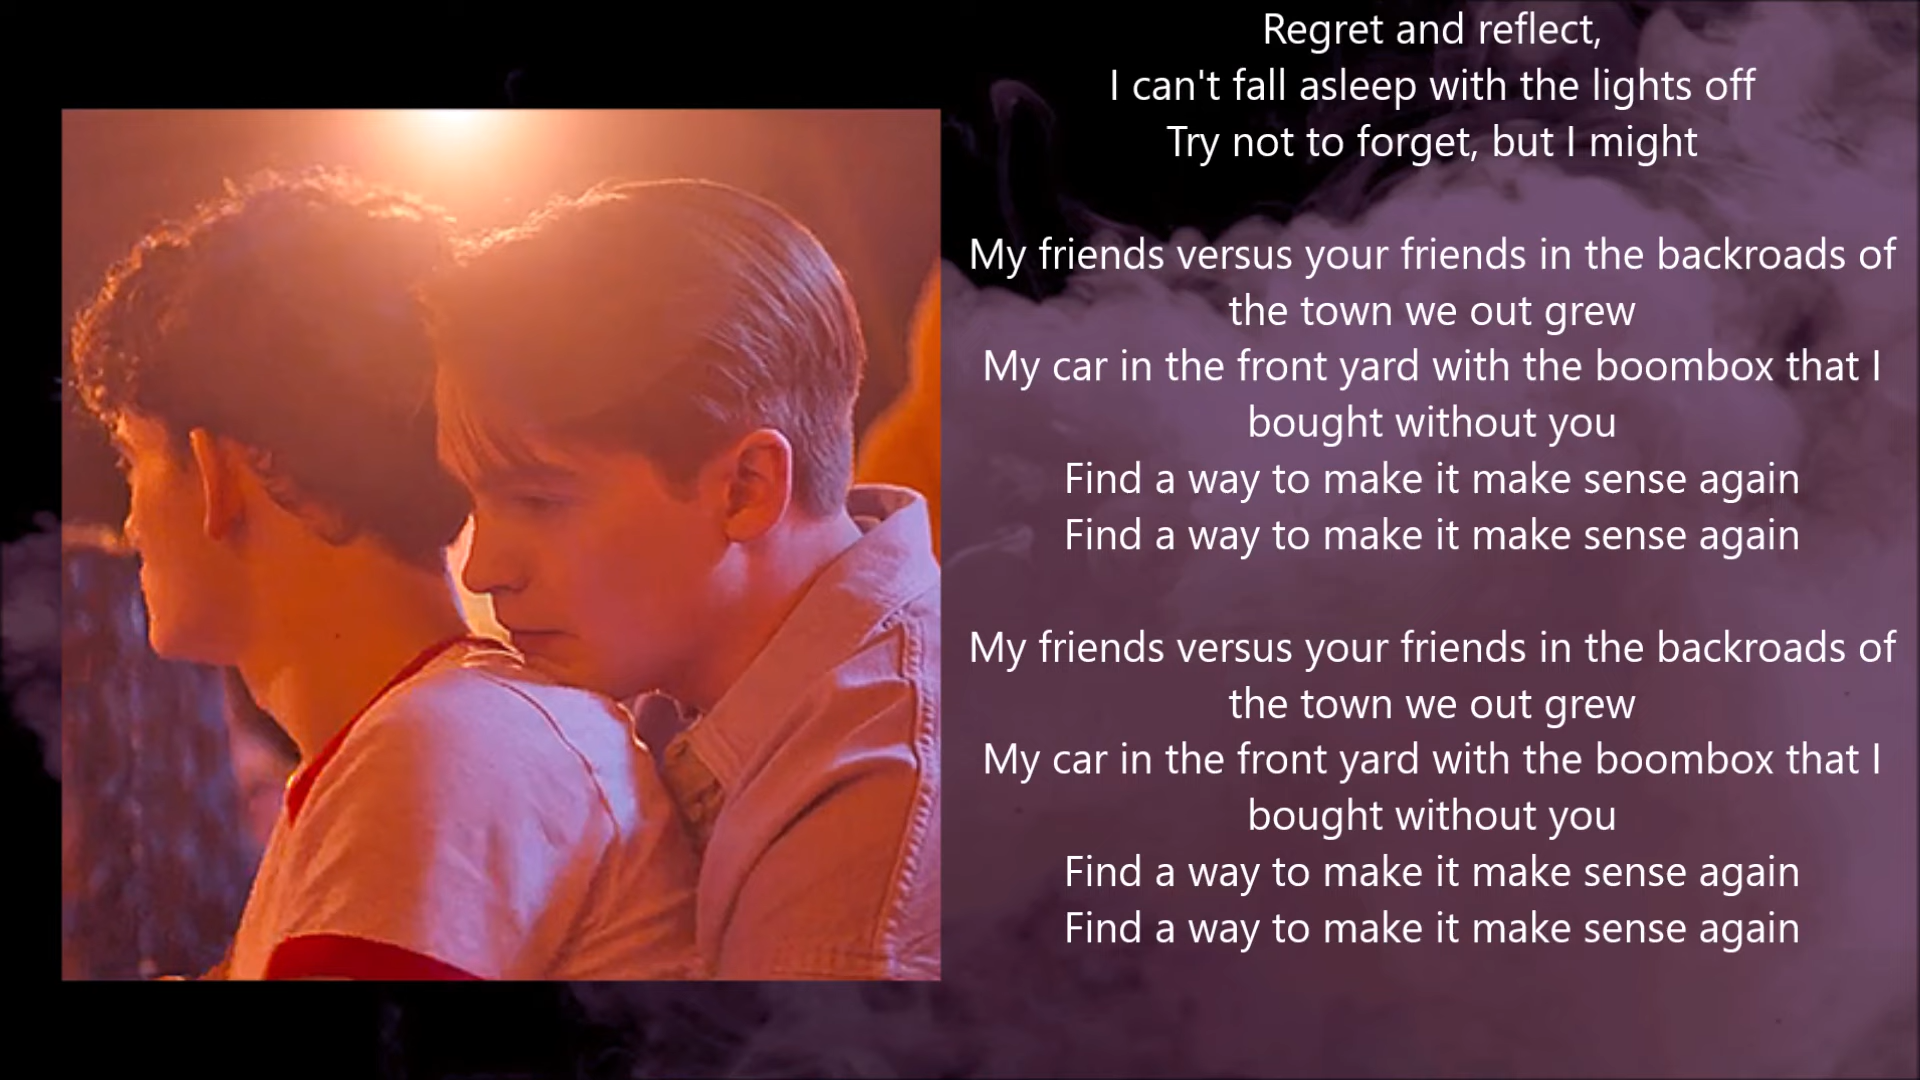 Regret and reflect,
I can't fall asleep with the lights off
Try not to forget, but I might
My friends versus your friends in the backroads of
the town we out grew
My car in the front yard with the boombox that I
bought without you
Find a way to make it make sense again
Find a way to make it make sense again
My friends versus your friends in the backroads of
the town we out grew
My car in the front yard with the boombox that I
bought without you
Find a way to make it make sense again
Find a way to make it make sense again